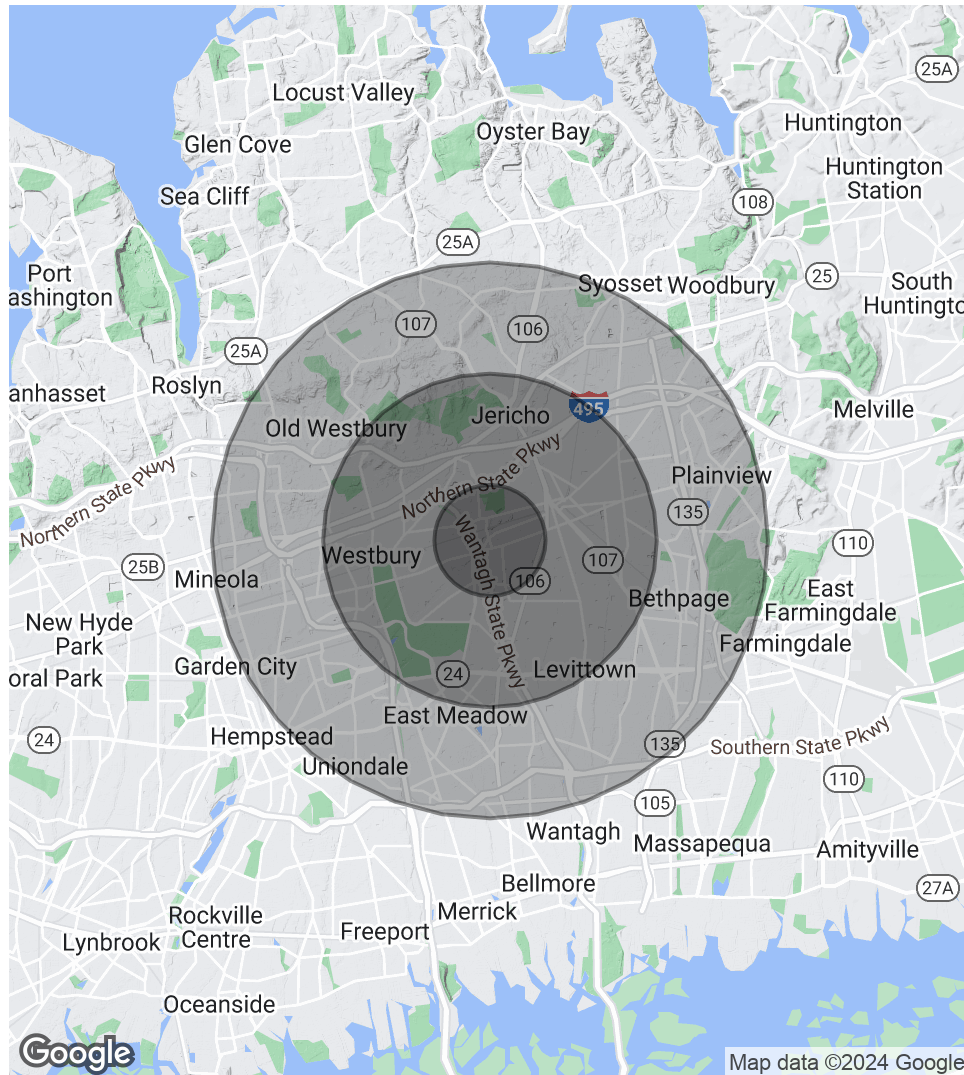 25A
Locust Valley
Huntington
Oyster Bay
Glen Cove
Huntington
Station
Sea Cliff
108
25A
Port
ashington
Syosset
Woodbury
25
South
Huntingto
107
106
25A
anhasset
Roslyn
Jericho
495
Melville
Old Westbury
Northern State Pkwy
Northern State Pkwy
Plainview
135
Wantagh State Pkwy
110
25B
Westbury
107
Mineola
106
East
Farmingdale
Bethpage
New Hyde
Park
Farmingdale
Garden City
oral Park
24
Levittown
East Meadow
24
Hempstead
135
Southern State Pkwy
Uniondale
110
105
Wantagh
Massapequa
Amityville
Bellmore
27A
Merrick
Rockville
Centre
Freeport
Lynbrook
Oceanside
Google
Map data ©2024 Google